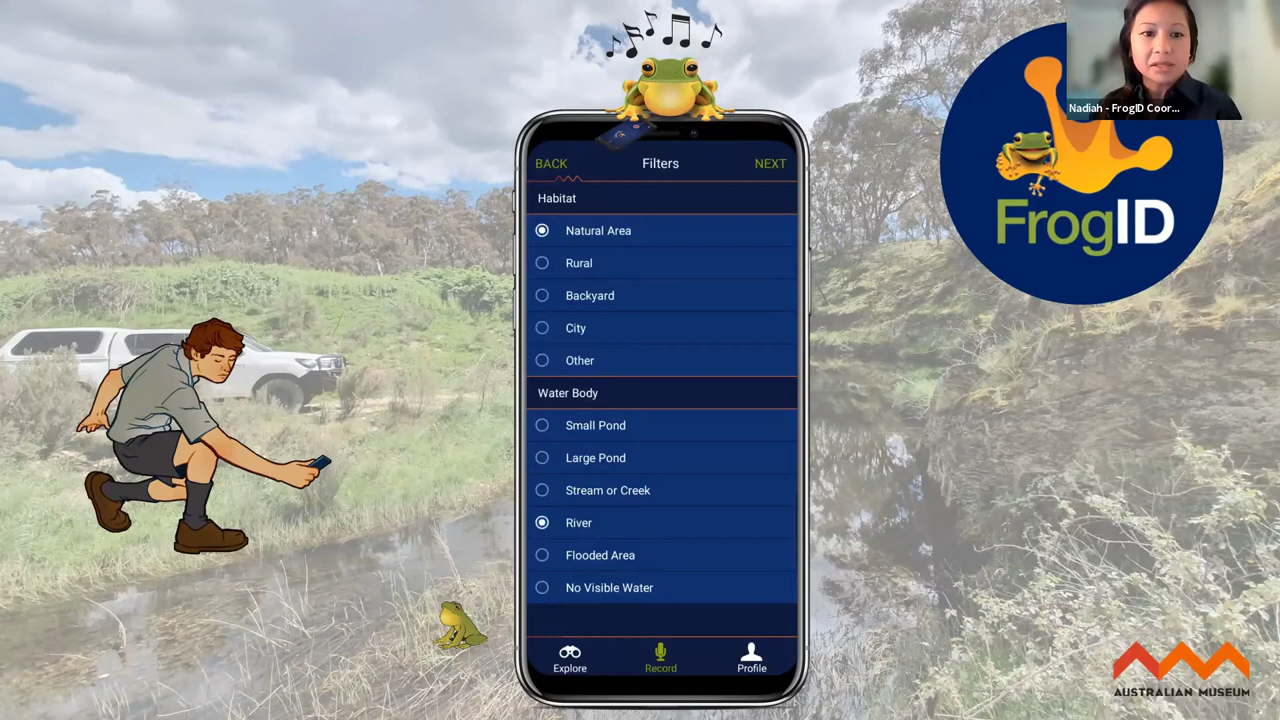 Nadiah - FrogID Coor...
FrogID
BACK
Filters
NEXT
Habitat
Natural Area
Rural
Backyard
City
Other
Water Body
Small Pond
Large Pond
Stream or Creek
River
Flooded Area
No Visible Water
Explore
Record
Profile
AUSTRALIAN MUSEUM